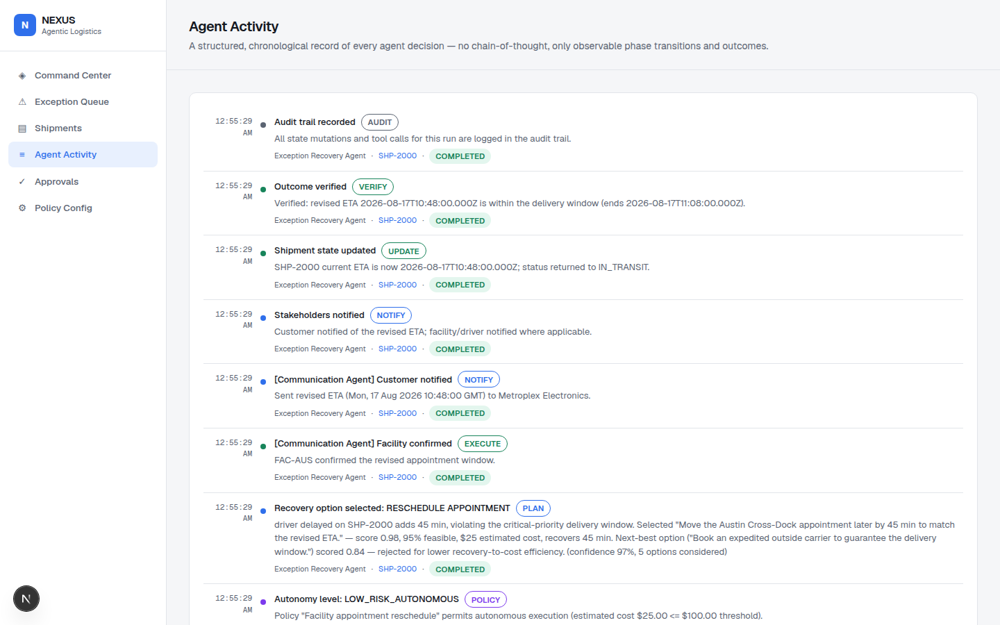 N
NEXUS
Agentic Logistics
Command Center
Exception Queue
Shipments
Agent Activity
Approvals
Policy Config
Agent Activity
A structured, chronological record of every agent decision — no chain-of-thought, only observable phase transitions and outcomes.
12:55:29 AM
Audit trail recorded AUDIT
All state mutations and tool calls for this run are logged in the audit trail.
Exception Recovery Agent · SHP-2000 · COMPLETED
12:55:29 AM
Outcome verified VERIFY
Verified: revised ETA 2026-08-17T10:48:00.000Z is within the delivery window (ends 2026-08-17T11:08:00.000Z).
Exception Recovery Agent · SHP-2000 · COMPLETED
12:55:29 AM
Shipment state updated UPDATE
SHP-2000 current ETA is now 2026-08-17T10:48:00.000Z; status returned to IN_TRANSIT.
Exception Recovery Agent · SHP-2000 · COMPLETED
12:55:29 AM
Stakeholders notified NOTIFY
Customer notified of the revised ETA; facility/driver notified where applicable.
Exception Recovery Agent · SHP-2000 · COMPLETED
12:55:29 AM
[Communication Agent] Customer notified NOTIFY
Sent revised ETA (Mon, 17 Aug 2026 10:48:00 GMT) to Metroplex Electronics.
Exception Recovery Agent · SHP-2000 · COMPLETED
12:55:29 AM
[Communication Agent] Facility confirmed EXECUTE
FAC-AUS confirmed the revised appointment window.
Exception Recovery Agent · SHP-2000 · COMPLETED
12:55:29 AM
Recovery option selected: RESCHEDULE APPOINTMENT PLAN
driver delayed on SHP-2000 adds 45 min, violating the critical-priority delivery window. Selected "Move the Austin Cross-Dock appointment later by 45 min to match
the revised ETA." — score 0.98, 95% feasible, $25 estimated cost, recovers 45 min. Next-best option ("Book an expedited outside carrier to guarantee the delivery
window.") scored 0.84 — rejected for lower recovery-to-cost efficiency. (confidence 97%, 5 options considered)
Exception Recovery Agent · SHP-2000 · COMPLETED
12:55:29 AM
Autonomy level: LOW_RISK_AUTONOMOUS POLICY
Policy "Facility appointment reschedule" permits autonomous execution (estimated cost $25.00 <= $100.00 threshold).
N